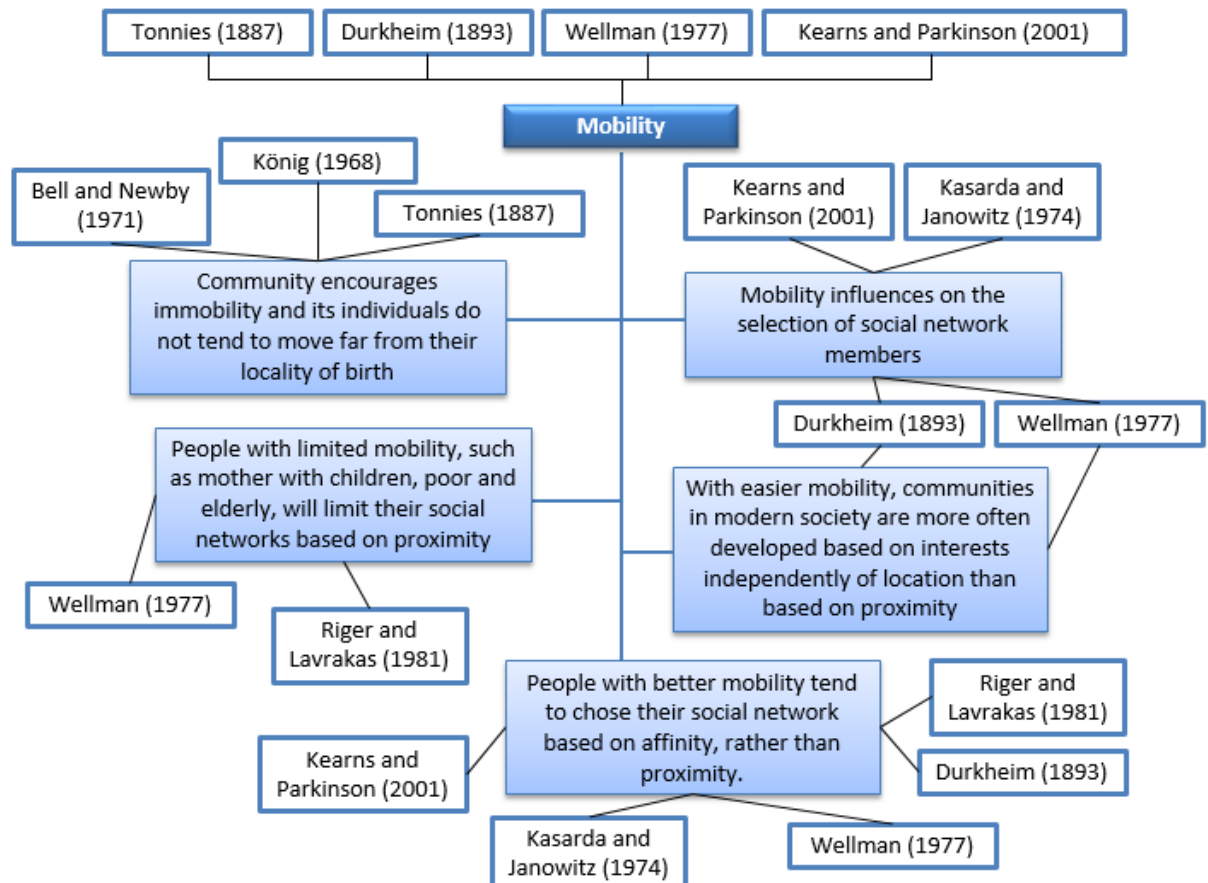 Tonnies (1887)
Durkheim (1893)
Wellman (1977)
Kearns and Parkinson (2001)
Mobility
König (1968)
Bell and Newby
(1971)
Tonnies (1887)
Community encourages
immobility and its individuals do
not tend to move far from their
locality of birth
Kearns and
Parkinson (2001)
Kasarda and
Janowitz (1974)
Mobility influences on the
selection of social network
members
Durkheim (1893)
Wellman (1977)
People with limited mobility, such
as mother with children, poor and
elderly, will limit their social
networks based on proximity
Wellman (1977)
Riger and
Lavrakas (1981)
With easier mobility, communities
in modern society are more often
developed based on interests
independently of location than
based on proximity
People with better mobility tend
to chose their social network
based on affinity, rather than
proximity.
Kearns and
Parkinson (2001)
Riger and
Lavrakas (1981)
Durkheim (1893)
Kasarda and
Janowitz (1974)
Wellman (1977)